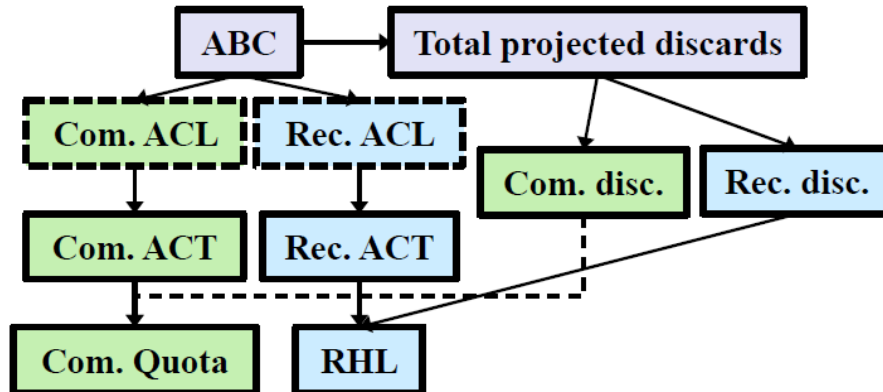 ABC
Total projected discards
Com. ACL
Rec. ACL
Com. disc.
Rec. disc.
Com. ACT
Rec. ACT
Com. Quota
RHL